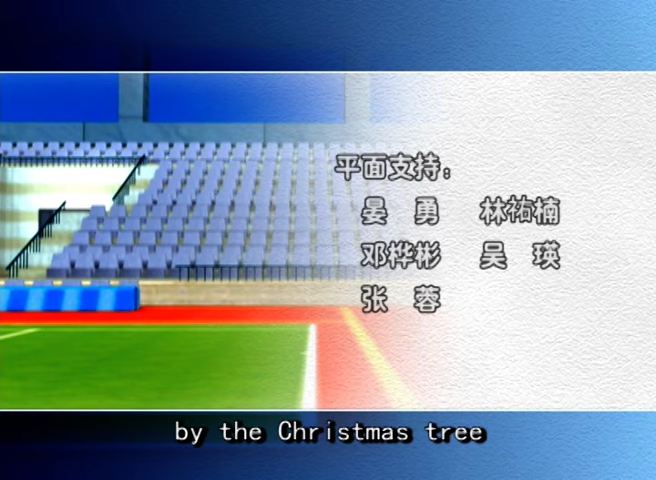 平面支持：
晏 勇 林祐楠
邓桦彬 吴 瑛
张 蓉
by the Christmas tree